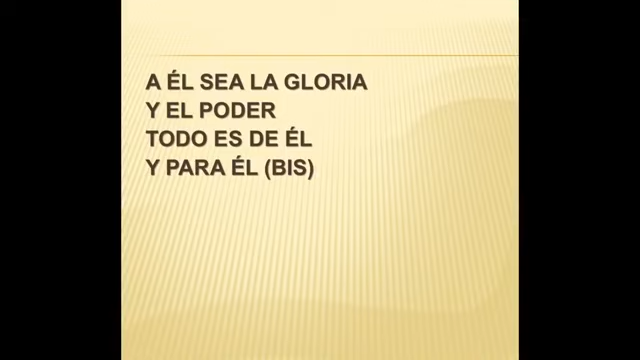 A ÉL SEA LA GLORIA
Y EL PODER
TODO ES DE ÉL
Y PARA ÉL (BIS)